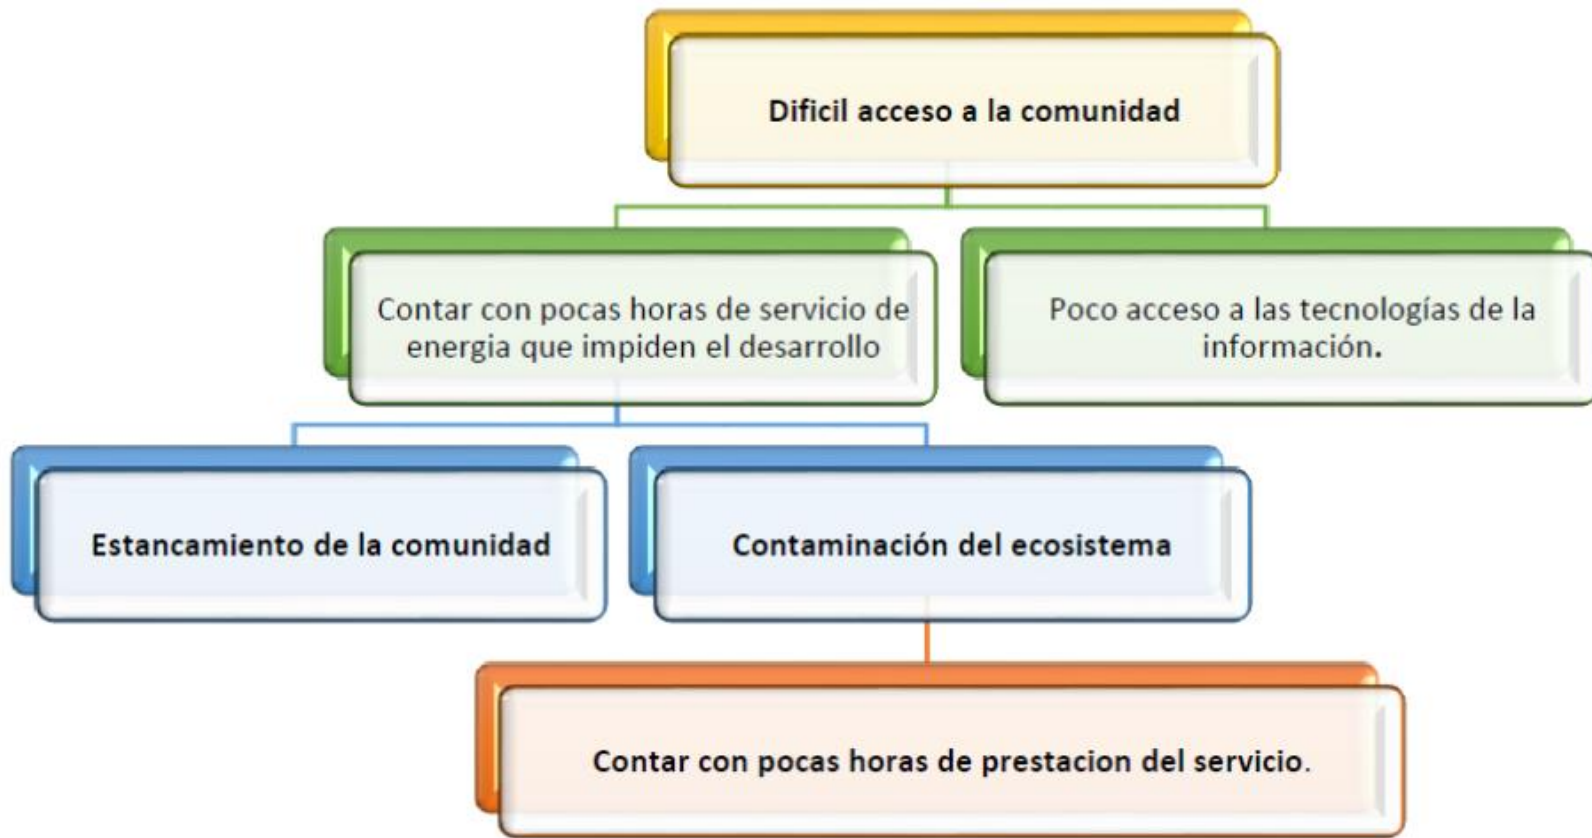 Dificil acceso a la comunidad
Contar con pocas horas de servicio de
energia que impiden el desarrollo
Poco acceso a las tecnologías de la
información.
Estancamiento de la comunidad
Contaminación del ecosistema
Contar con pocas horas de prestacion del servicio.